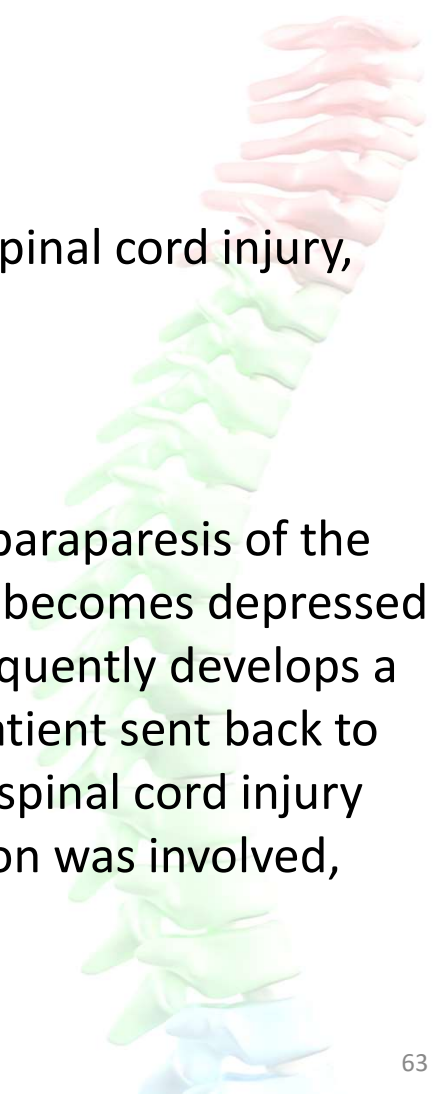 pinal cord injury,
paraparesis of the
becomes depressed
quently develops a
tient sent back to
spinal cord injury
on was involved,
63